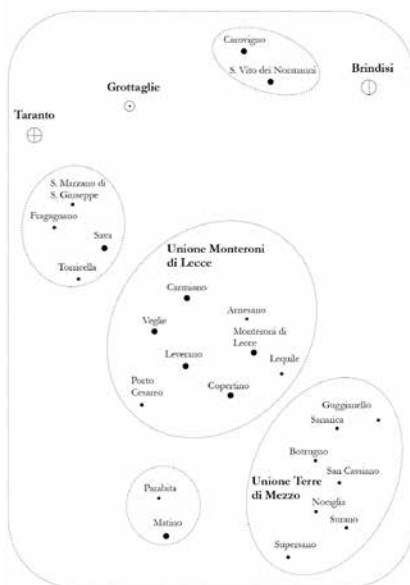 Carovigno
S. Vito dei Normanni
Brindisi
Grottaglie
Taranto
S. Marzano di
S. Giuseppe
Fragagnano
Sava
Torricella
Unione Monteroni
di Lecce
Carmiano
Arnesano
Veglie
Monteroni di
Lecce
Leverano
Lequile
Porto
Cesareo
Copertino
Guggianello
Sanarica
Botrugno
San Cassiano
Unione Terre
di Mezzo
Nociglia
Surano
Supersano
Parabita
Matino